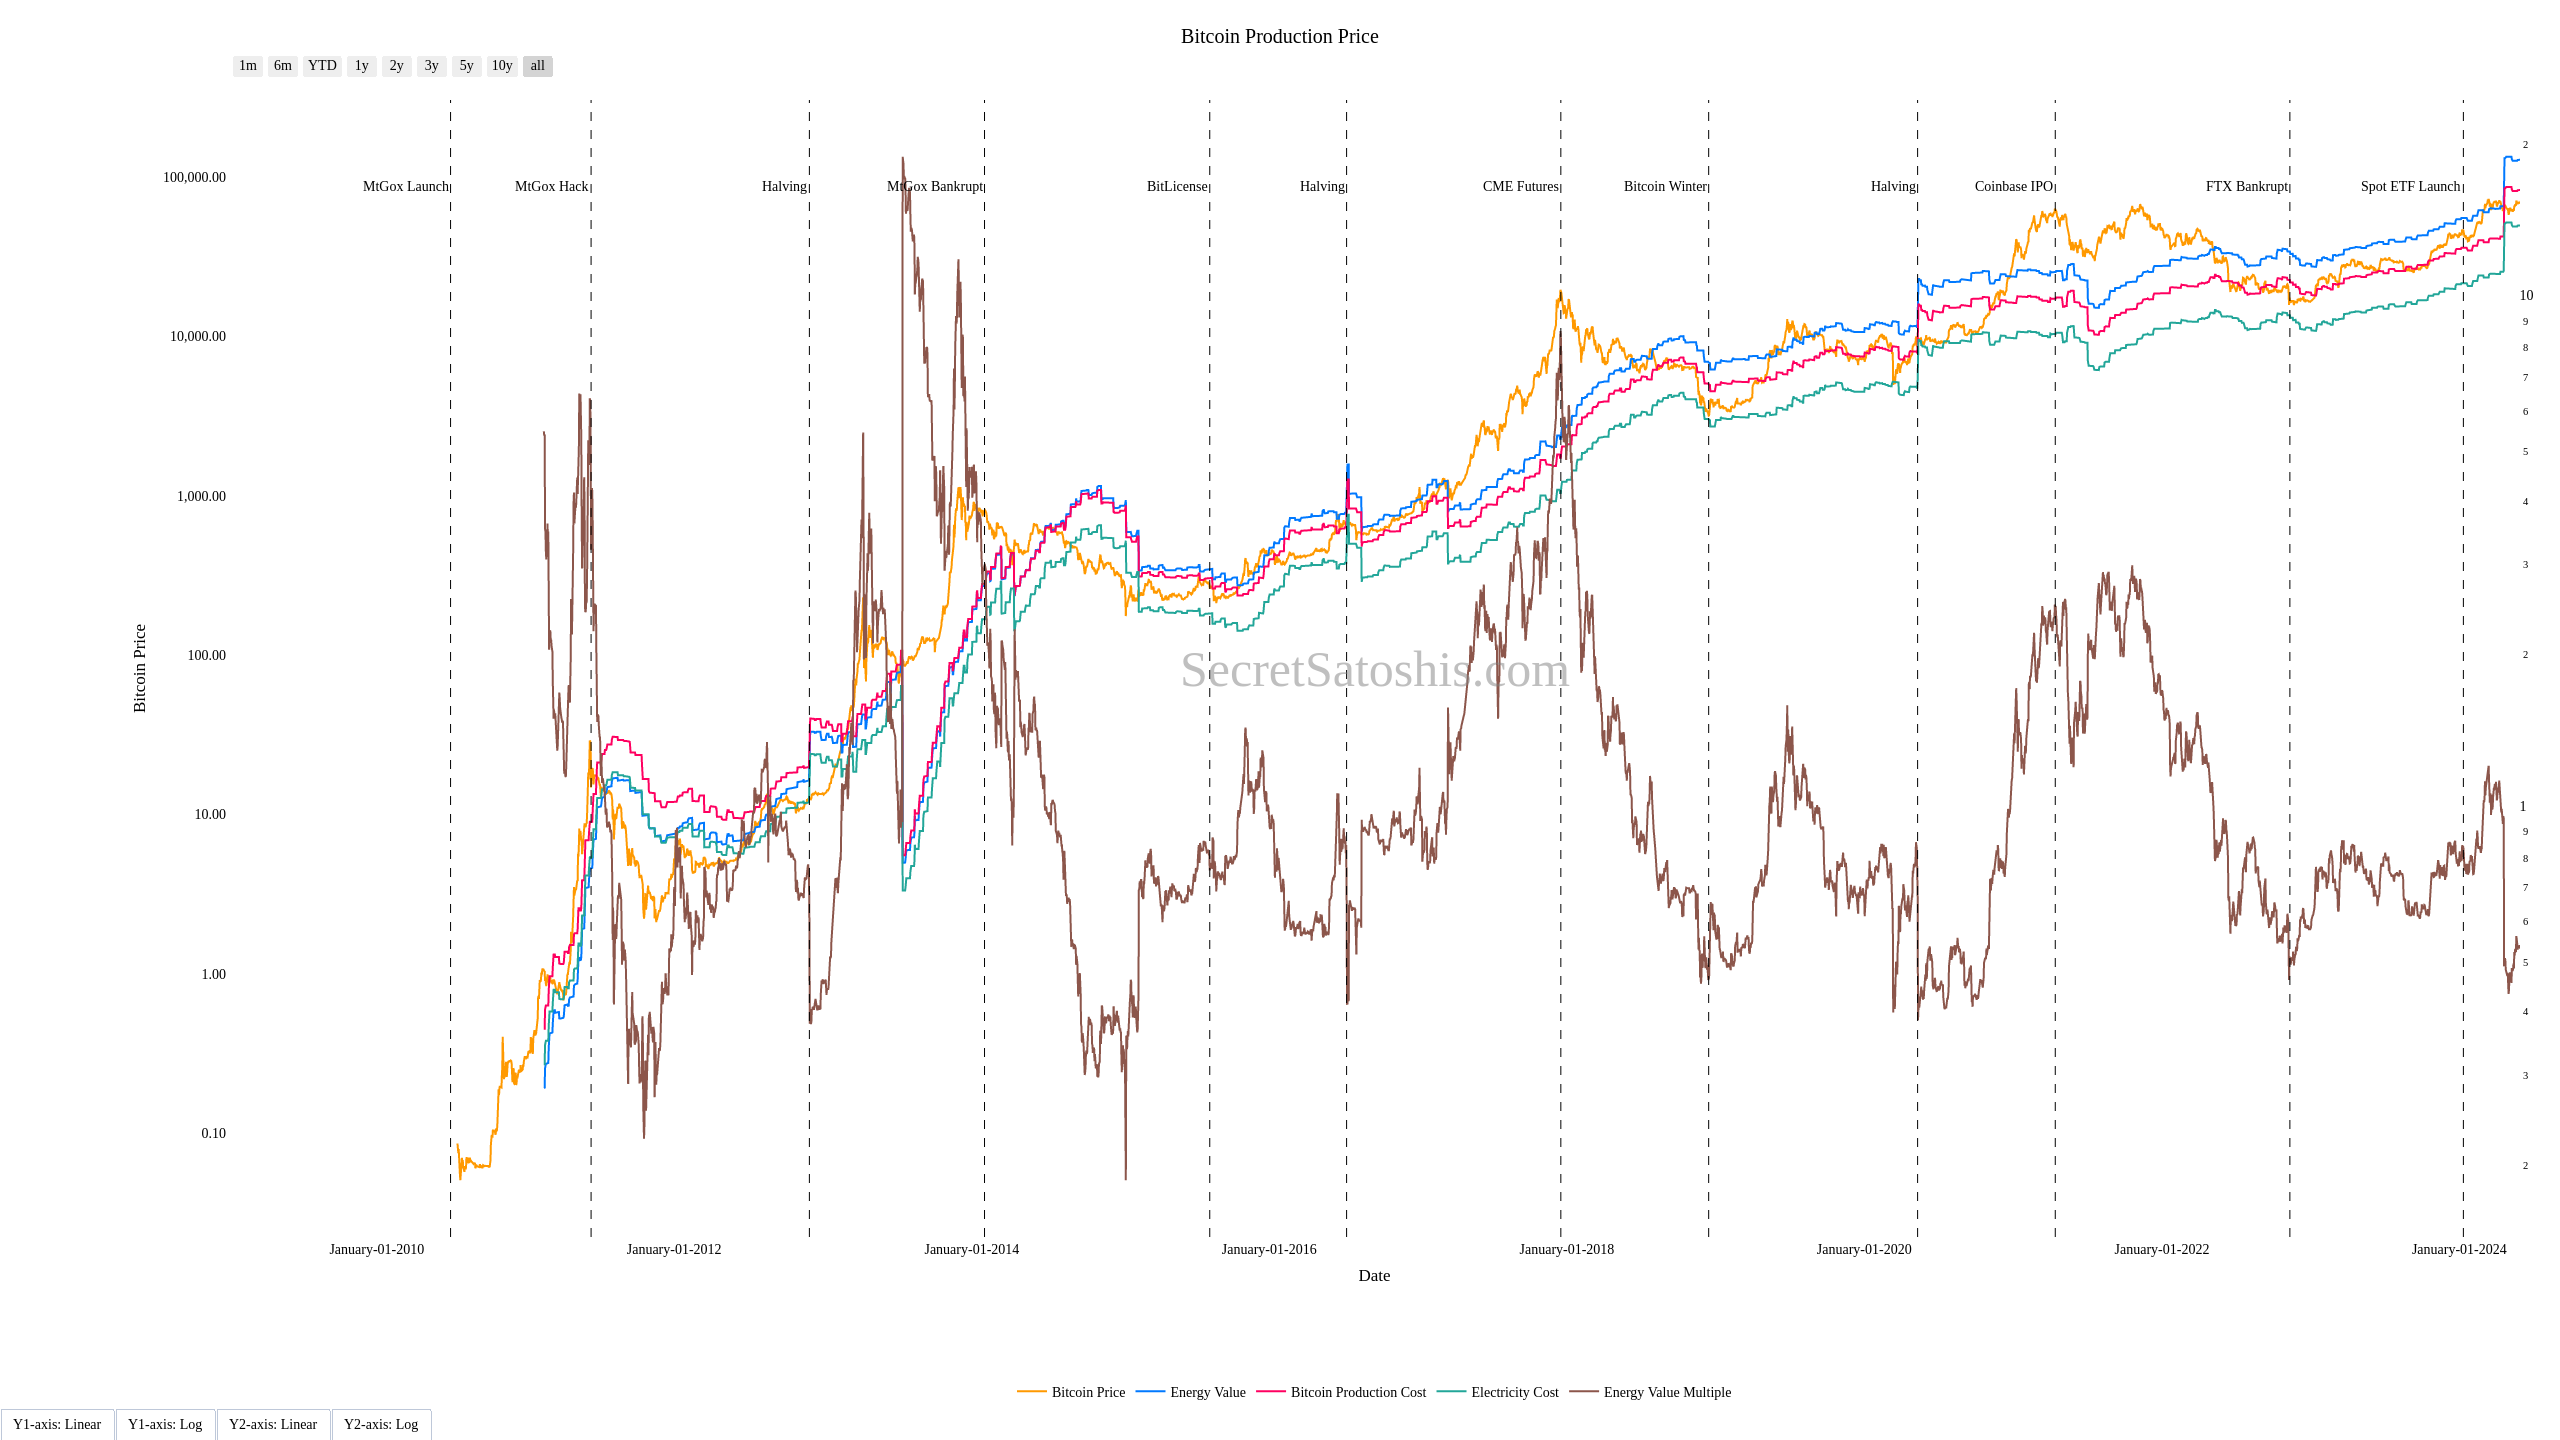 Bitcoin Production Price
1m 6m YTD 1y 2y 3y 5y 10y all
2
100,000.00
MtGox Launch MtGox Hack Halving MtGox Bankrupt BitLicense Halving CME Futures Bitcoin Winter Halving Coinbase IPO FTX Bankrupt Spot ETF Launch
10
9
10,000.00
8
7
6
5
1,000.00
4
3
Bitcoin Price
100.00
2
SecretSatoshis.com
1
10.00
9
8
7
6
5
1.00
4
3
0.10
2
January-01-2010 January-01-2012 January-01-2014 January-01-2016 January-01-2018 January-01-2020 January-01-2022 January-01-2024
Date
Bitcoin Price Energy Value Bitcoin Production Cost Electricity Cost Energy Value Multiple
Y1-axis: Linear Y1-axis: Log Y2-axis: Linear Y2-axis: Log